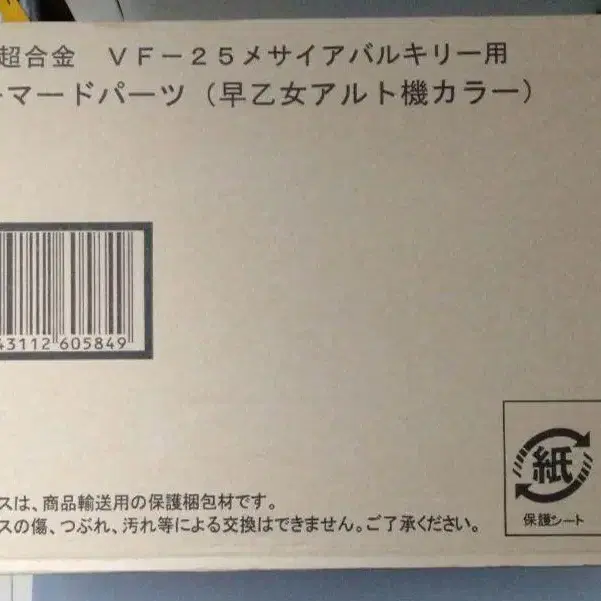 超合金 VF-25メサイアバルキリー用
ーマードパーツ（早乙女アルト機カラー）
43112 605849
スは、商品輸送用の保護梱包材です。
スの傷、つぶれ、汚れ等による交換はできません。ご了承ください。
紙
保護シート